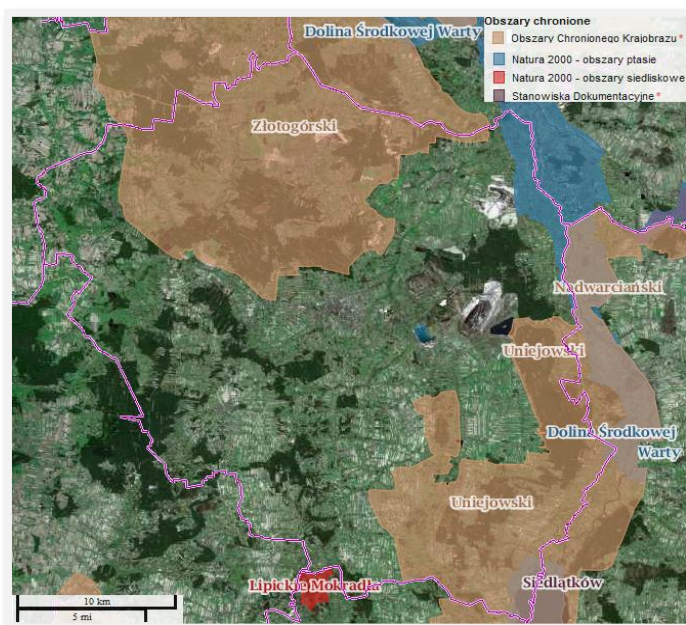 Obszary chronione
Obszary Chronionego Krajobrazu *
Natura 2000 - obszary ptasie
Natura 2000 - obszary siedliskowe
Stanowiska Dokumentacyjne *
Dolina Środkowej Warty
Złotogórski
Nadwarciański
Uniejowski
Dolina Środkowej
Warty
Uniejowski
Lipickie Mokradła
Siedlątków
10 km
5 mi